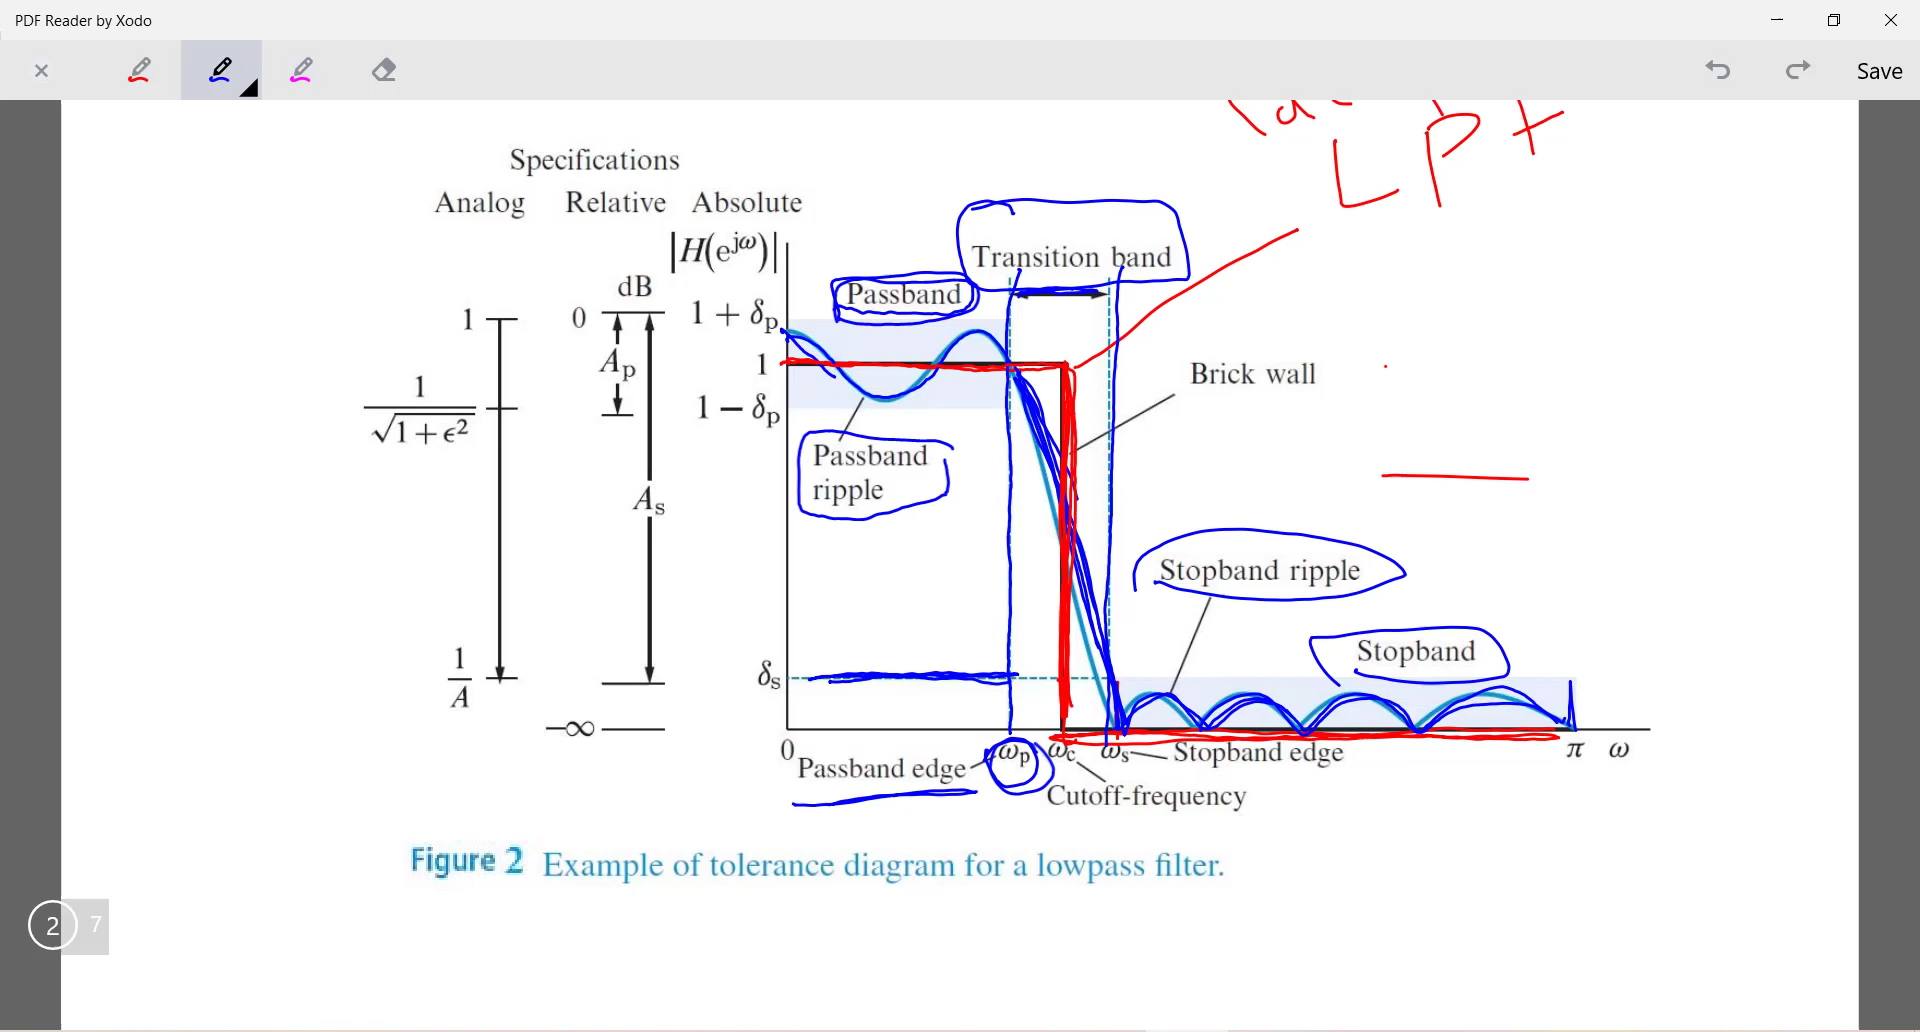 PDF Reader by Xodo
Save
LPF
Specifications
Analog Relative Absolute
|H(e^jω)|
Transition band
dB
Passband
1 0 1 + δp
Ap
1
Brick wall
1/√1+ϵ²
1 − δp
Passband
ripple
As
Stopband ripple
Stopband
1/A
δs
−∞
0 ωp ωc ωs Stopband edge π ω
Passband edge
Cutoff-frequency
Figure 2 Example of tolerance diagram for a lowpass filter.
2 7